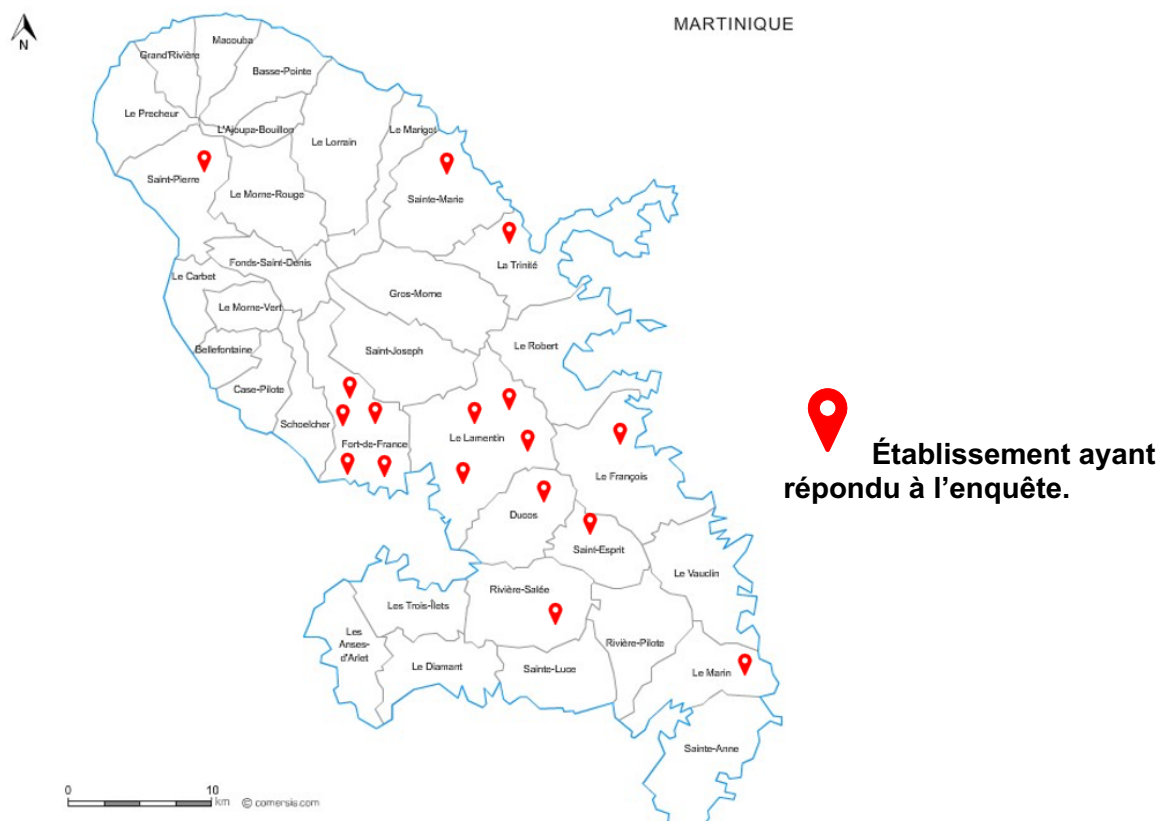 MARTINIQUE
N
Macouba
Grand'Rivière
Basse-Pointe
Le Precheur
L'Ajoupa-Bouillon
Le Marigot
Le Lorrain
Saint-Pierre
Le Morne-Rouge
Sainte-Marie
Fonds-Saint-Denis
La Trinité
Le Carbet
Gros-Morne
Le Morne-Vert
Le Robert
Bellefontaine
Saint-Joseph
Case-Pilote
Schoelcher
Fort-de-France
Le Lamentin
Établissement ayant
répondu à l'enquête.
Le François
Ducos
Saint-Esprit
Le Vauclin
Rivière-Salée
Les Trois-Îlets
Les
Anses-
d'Arlet
Rivière-Pilote
Le Diamant
Sainte-Luce
Le Marin
Sainte-Anne
0 10
km © comersis.com